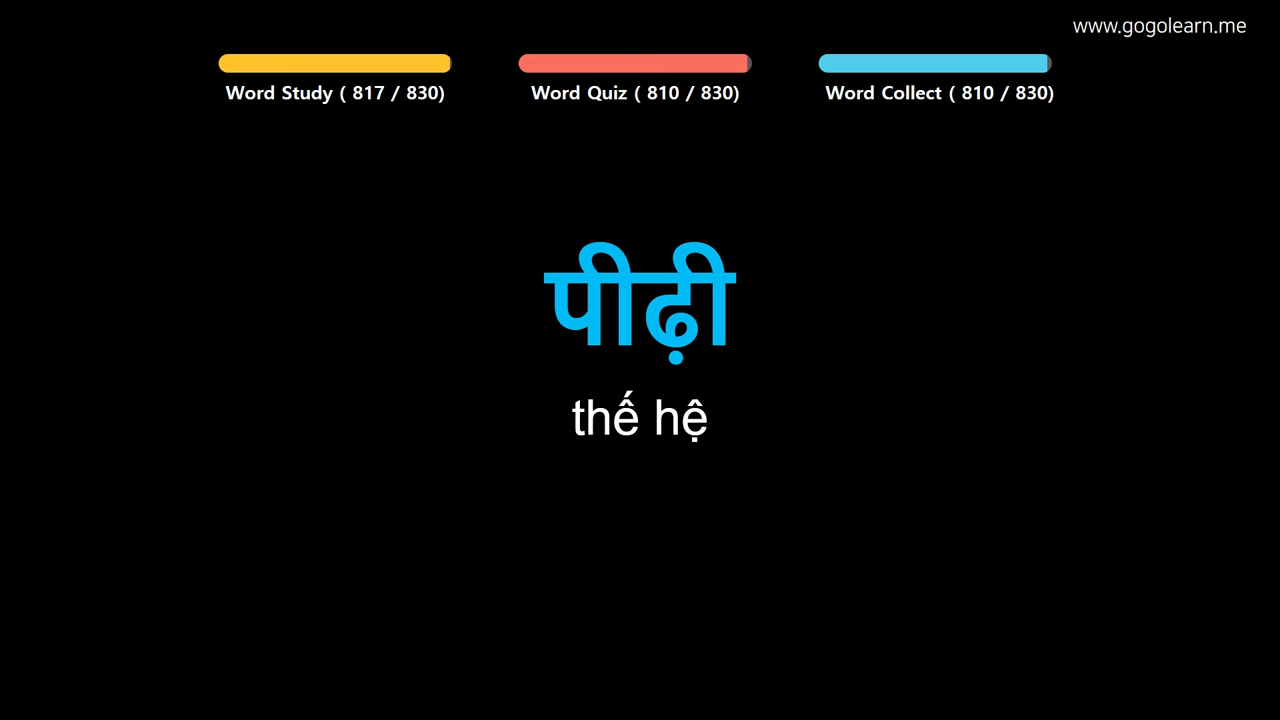 www.gogolearn.me
Word Study ( 817 / 830)
Word Quiz ( 810 / 830)
Word Collect ( 810 / 830)
पीढ़ी
thế hệ